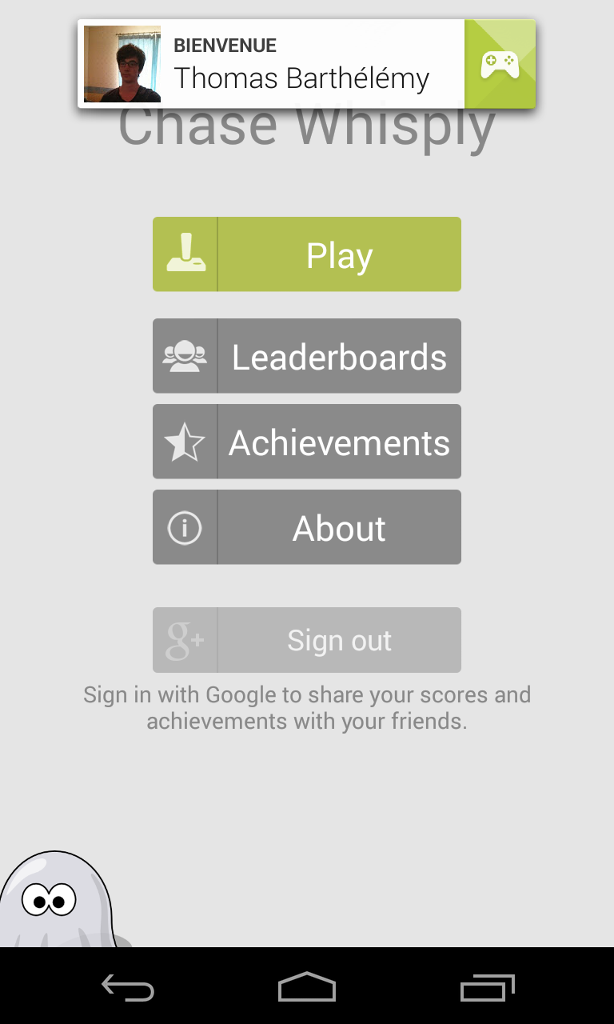 BIENVENUE
Thomas Barthélémy
Chase Whisply
Play
Leaderboards
Achievements
About
g+
Sign out
Sign in with Google to share your scores and
achievements with your friends.